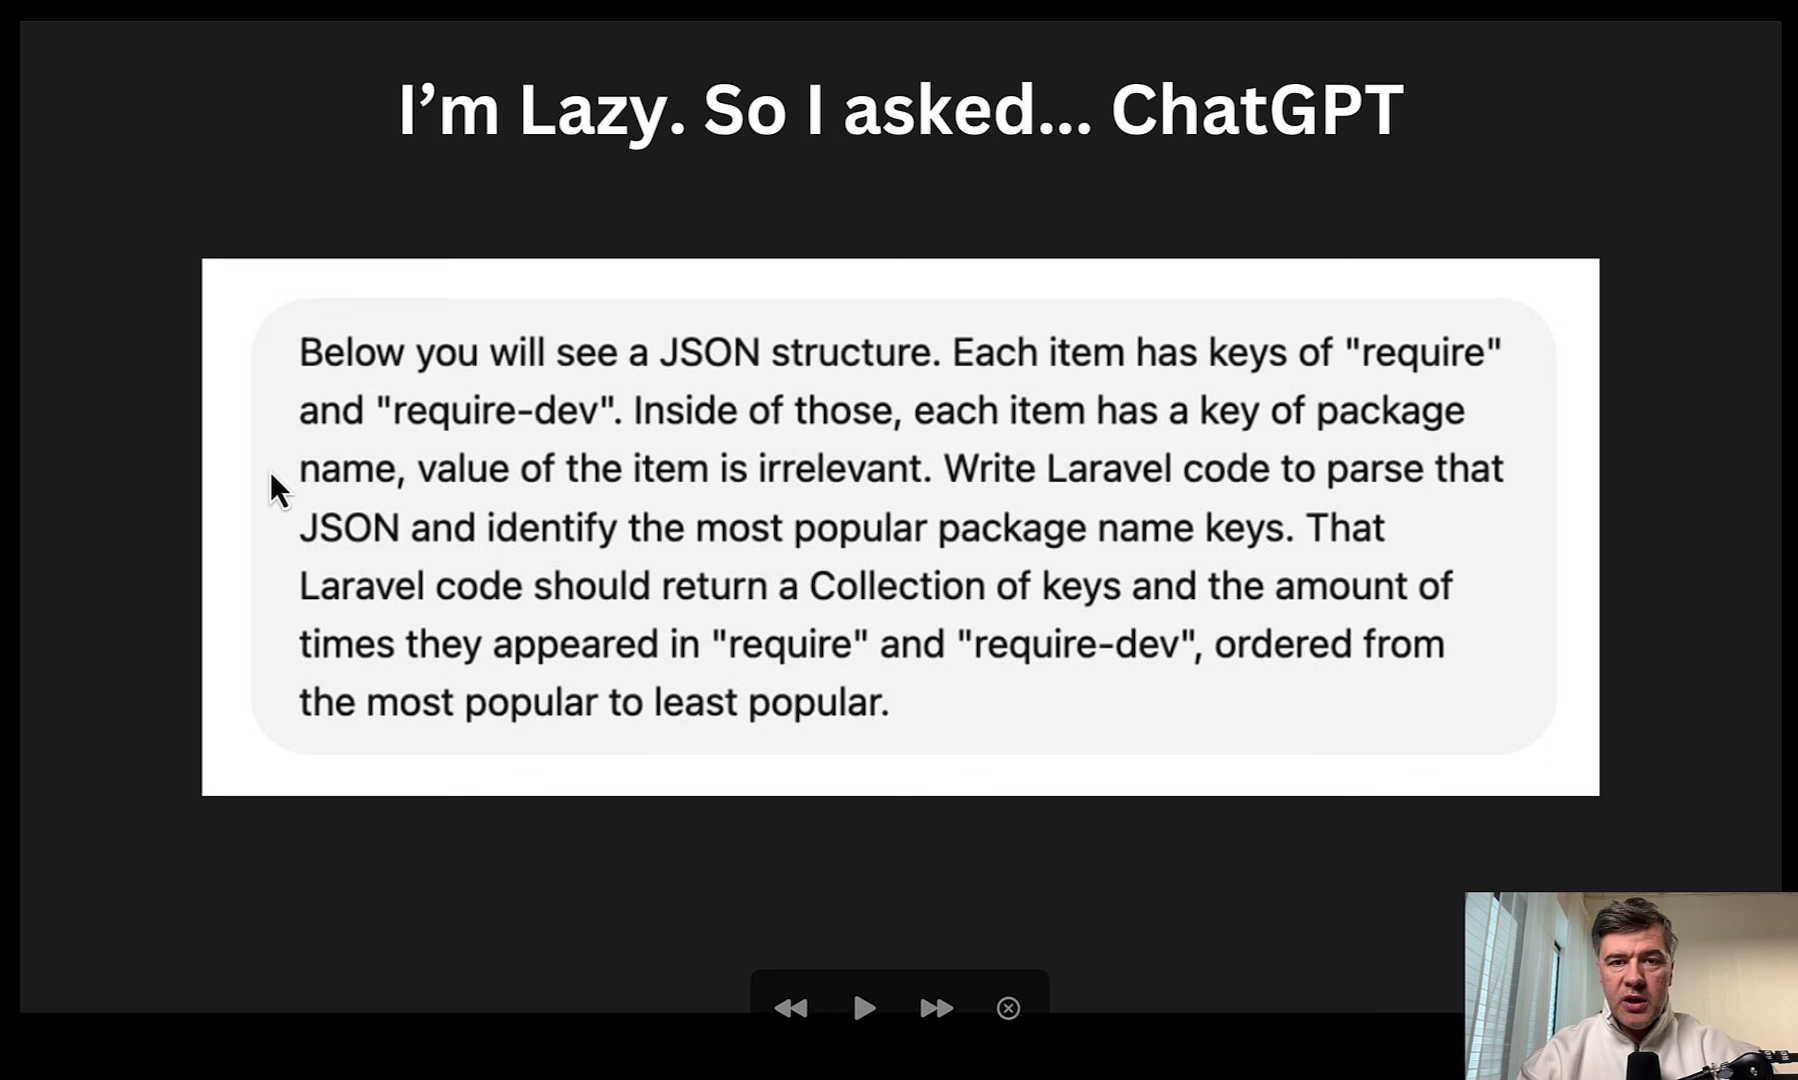 I’m Lazy. So I asked... ChatGPT
Below you will see a JSON structure. Each item has keys of "require"
and "require-dev". Inside of those, each item has a key of package
name, value of the item is irrelevant. Write Laravel code to parse that
JSON and identify the most popular package name keys. That
Laravel code should return a Collection of keys and the amount of
times they appeared in "require" and "require-dev", ordered from
the most popular to least popular.